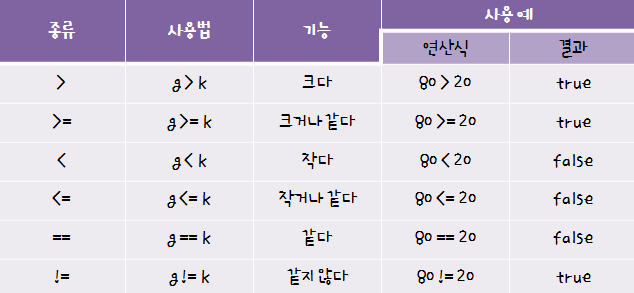 종류 사용법 기능 사용 예
연산식 결과
> g > k 크다 80 > 20 true
>= g >= k 크거나 같다 80 >= 20 true
< g < k 작다 80 < 20 false
<= g <= k 작거나 같다 80 <= 20 false
== g == k 같다 80 == 20 false
!= g != k 같지 않다 80 != 20 true